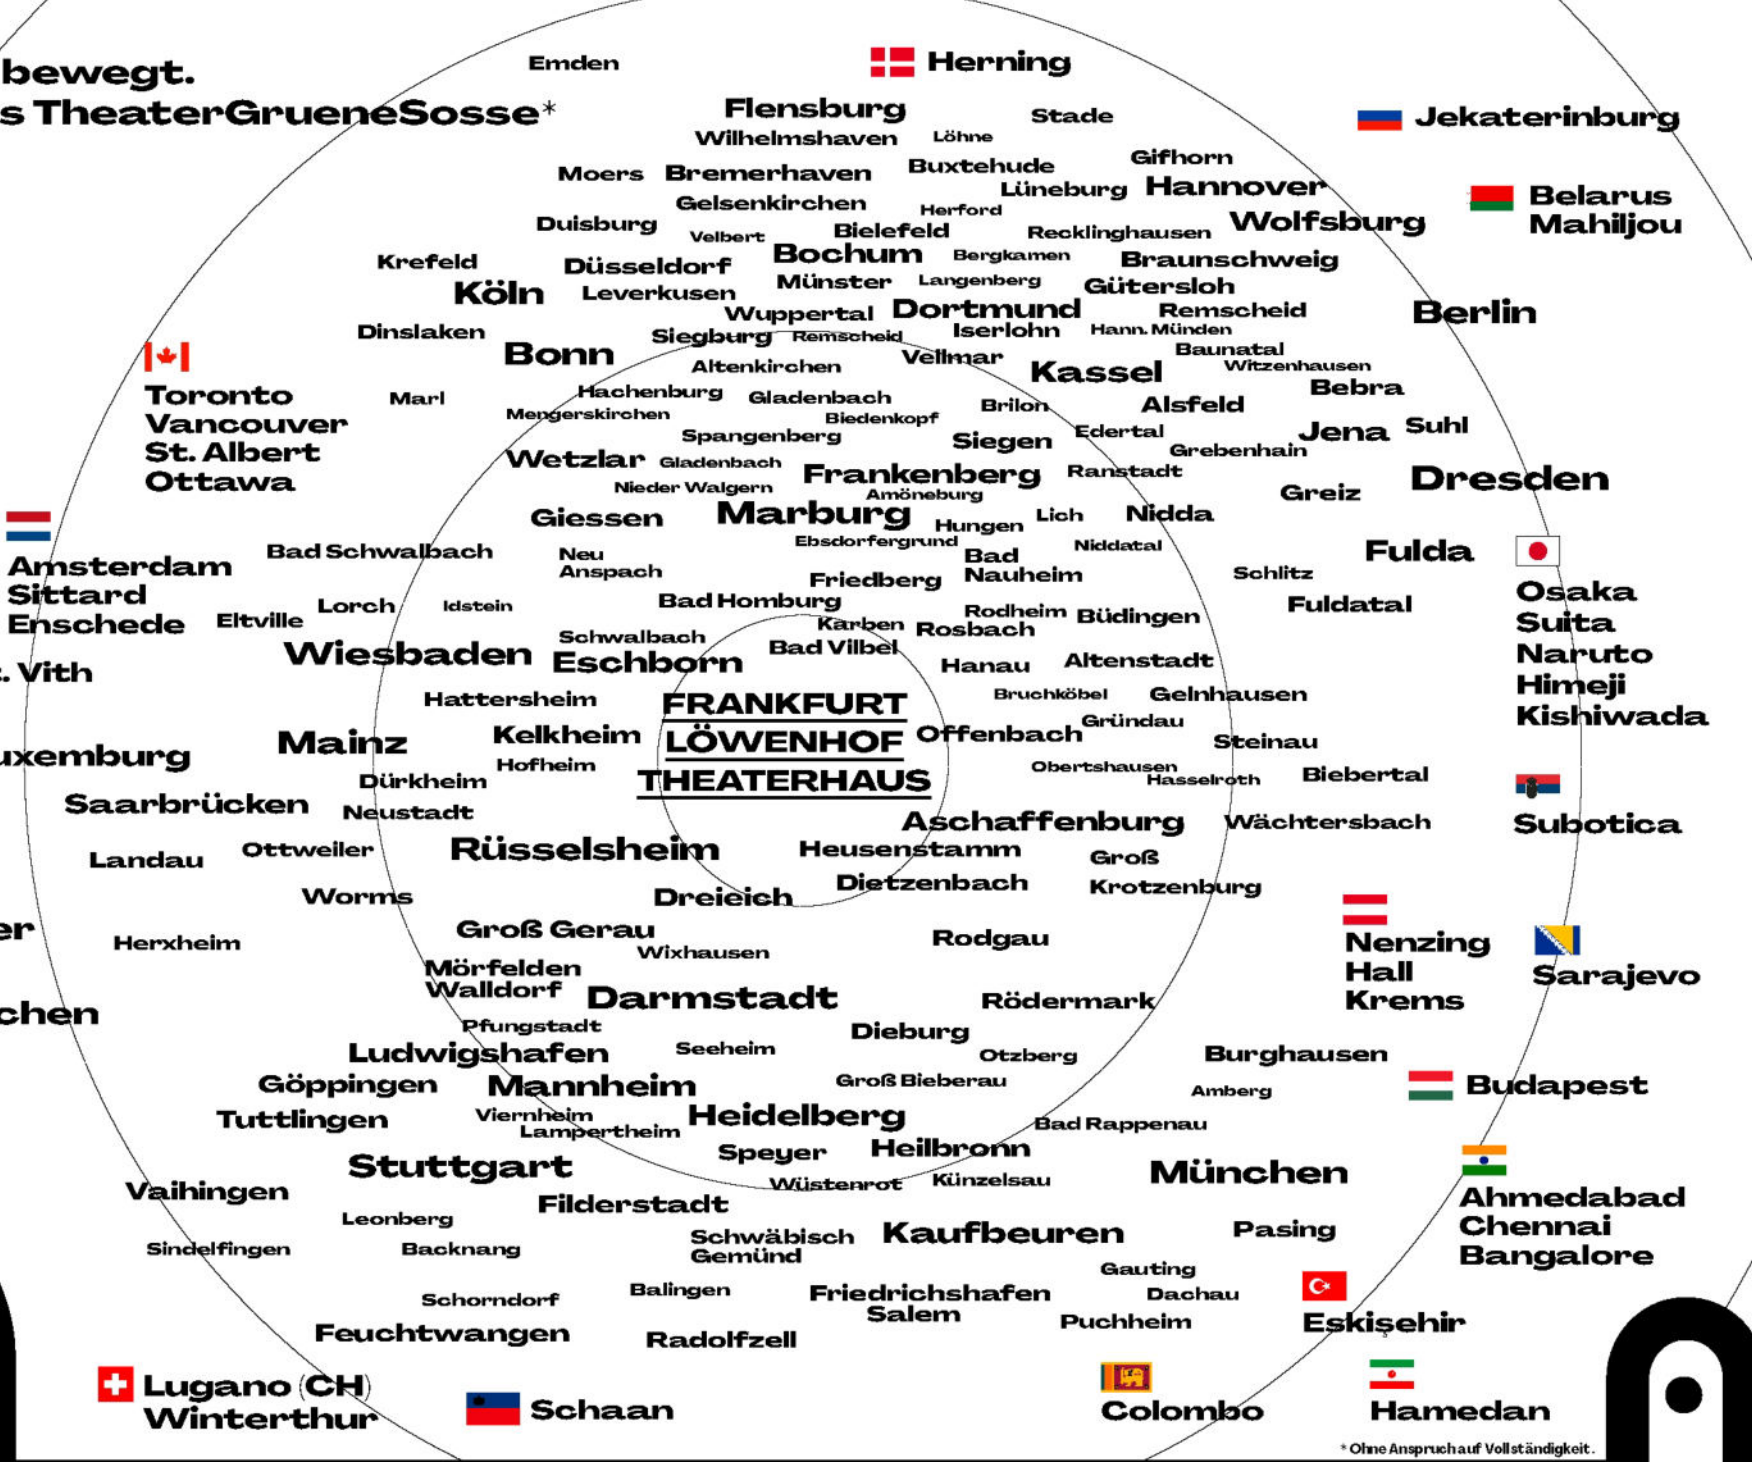 bewegt.
s TheaterGrueneSosse*
Emden
Herning
Flensburg
Stade
Jekaterinburg
Wilhelmshaven
Löhne
Gifhorn
Moers
Bremerhaven
Buxtehude
Lüneburg
Hannover
Belarus
Mahiljou
Gelsenkirchen
Herford
Duisburg
Velbert
Bielefeld
Recklinghausen
Wolfsburg
Krefeld
Düsseldorf
Bochum
Bergkamen
Braunschweig
Köln
Leverkusen
Münster
Langenberg
Gütersloh
Wuppertal
Dortmund
Remscheid
Berlin
Dinslaken
Siegburg
Remscheid
Iserlohn
Hann. Münden
Bonn
Altenkirchen
Vellmar
Kassel
Baunatal
Witzenhausen
Bebra
Toronto
Vancouver
St. Albert
Ottawa
Marl
Hachenburg
Gladenbach
Brilon
Alsfeld
Mengerskirchen
Biedenkopf
Spangenberg
Siegen
Edertal
Jena
Suhl
Wetzlar
Gladenbach
Grebenhain
Nieder Walgern
Frankenberg
Ranstadt
Dresden
Amöneburg
Greiz
Giessen
Marburg
Hungen
Lich
Nidda
Amsterdam
Sittard
Enschede
Bad Schwalbach
Neu
Anspach
Ebsdorfergrund
Bad
Nauheim
Niddatal
Fulda
Friedberg
Schlitz
Osaka
Suita
Naruto
Himeji
Kishiwada
Eltville
Lorch
Idstein
Bad Homburg
Karben
Rodheim
Rosbach
Büdingen
Fuldatal
Schwalbach
Bad Vilbel
Wiesbaden
Eschborn
Hanau
Altenstadt
. Vith
Hattersheim
FRANKFURT
LÖWENHOF
THEATERHAUS
Bruchköbel
Gelnhausen
Gründau
Mainz
Kelkheim
Offenbach
Steinau
uxemburg
Hofheim
Obertshausen
Hasselroth
Biebertal
Dürkheim
Saarbrücken
Neustadt
Aschaffenburg
Wächtersbach
Subotica
Landau
Ottweiler
Rüsselsheim
Heusenstamm
Groß
Krotzenburg
Worms
Dreieich
Dietzenbach
er
Herxheim
Groß Gerau
Wixhausen
Rodgau
Nenzing
Hall
Krems
Sarajevo
Mörfelden
Walldorf
Darmstadt
Rödermark
chen
Pfungstadt
Dieburg
Ludwigshafen
Seeheim
Otzberg
Burghausen
Göppingen
Mannheim
Groß Bieberau
Amberg
Budapest
Tuttlingen
Viernheim
Lampertheim
Heidelberg
Bad Rappenau
Stuttgart
Speyer
Heilbronn
München
Vaihingen
Wüstenrot
Künzelsau
Ahmedabad
Chennai
Bangalore
Filderstadt
Leonberg
Schwäbisch
Gemünd
Kaufbeuren
Pasing
Sindelfingen
Backnang
Gauting
Schorndorf
Balingen
Friedrichshafen
Salem
Dachau
Feuchtwangen
Radolfzell
Puchheim
Eskişehir
Lugano (CH)
Winterthur
Schaan
Colombo
Hamedan
* Ohne Anspruch auf Vollständigkeit.